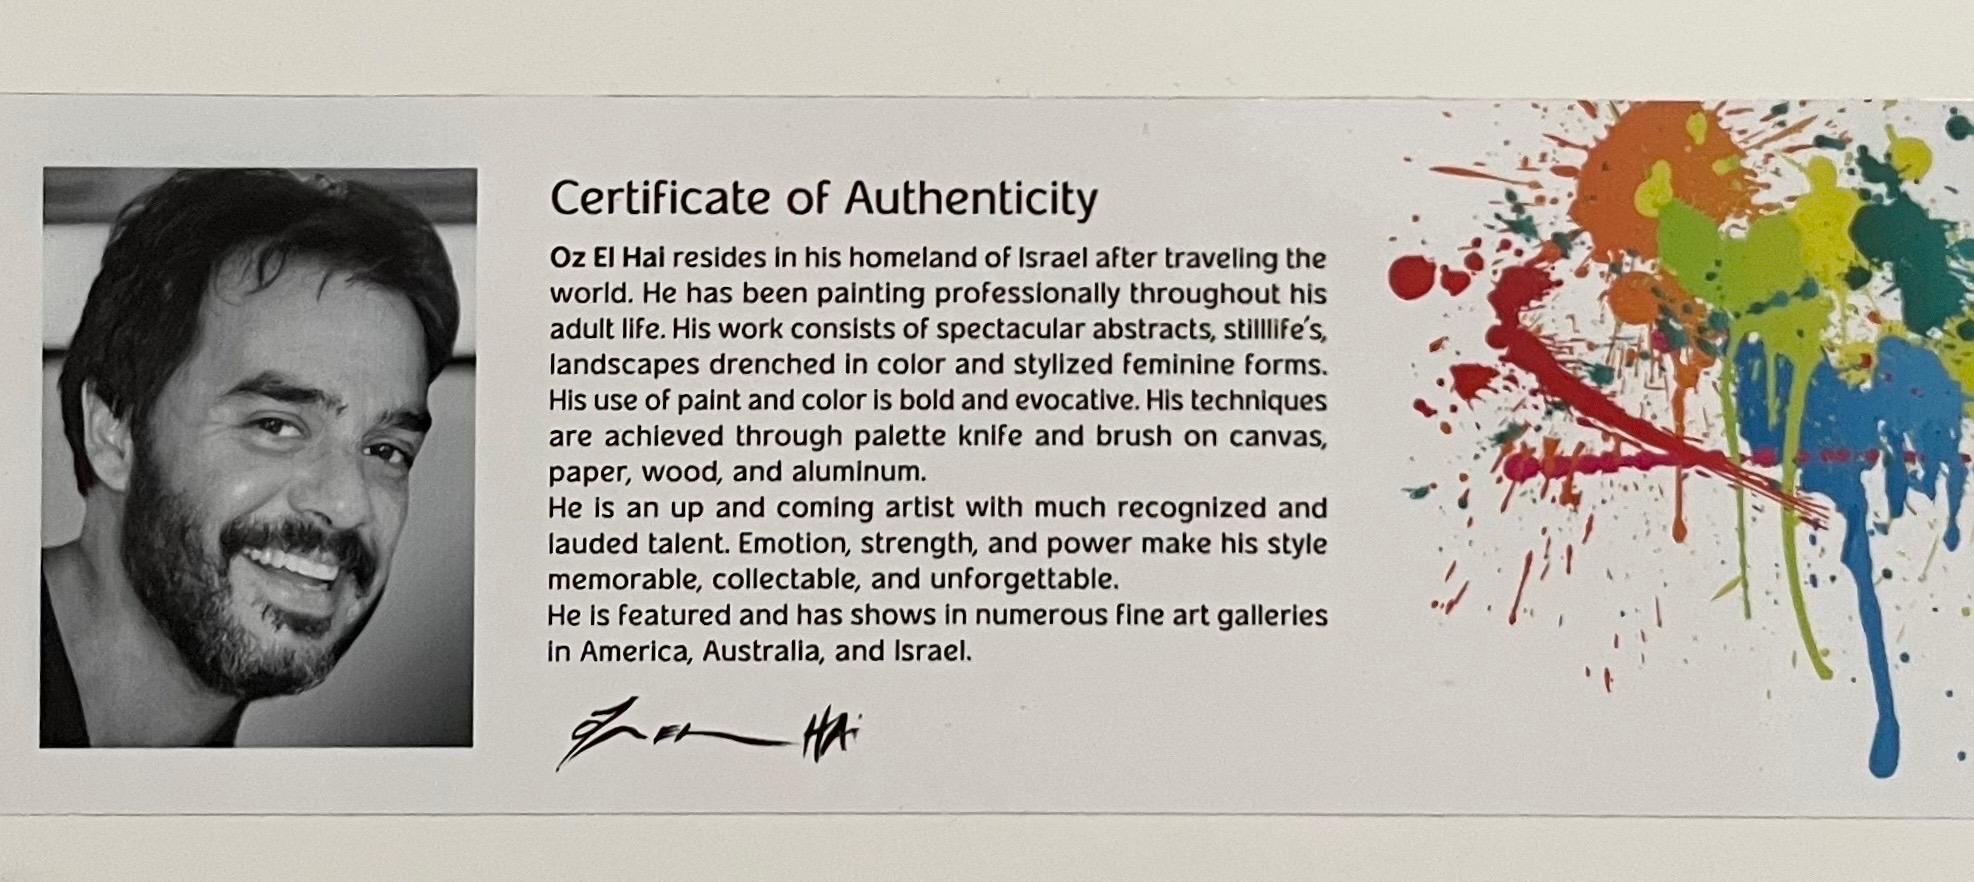 Certificate of Authenticity
Oz El Hai resides in his homeland of Israel after traveling the
world. He has been painting professionally throughout his
adult life. His work consists of spectacular abstracts, stilllife's,
landscapes drenched in color and stylized feminine forms.
His use of paint and color is bold and evocative. His techniques
are achieved through palette knife and brush on canvas,
paper, wood, and aluminum.
He is an up and coming artist with much recognized and
lauded talent. Emotion, strength, and power make his style
memorable, collectable, and unforgettable.
He is featured and has shows in numerous fine art galleries
in America, Australia, and Israel.
Oz El Hai